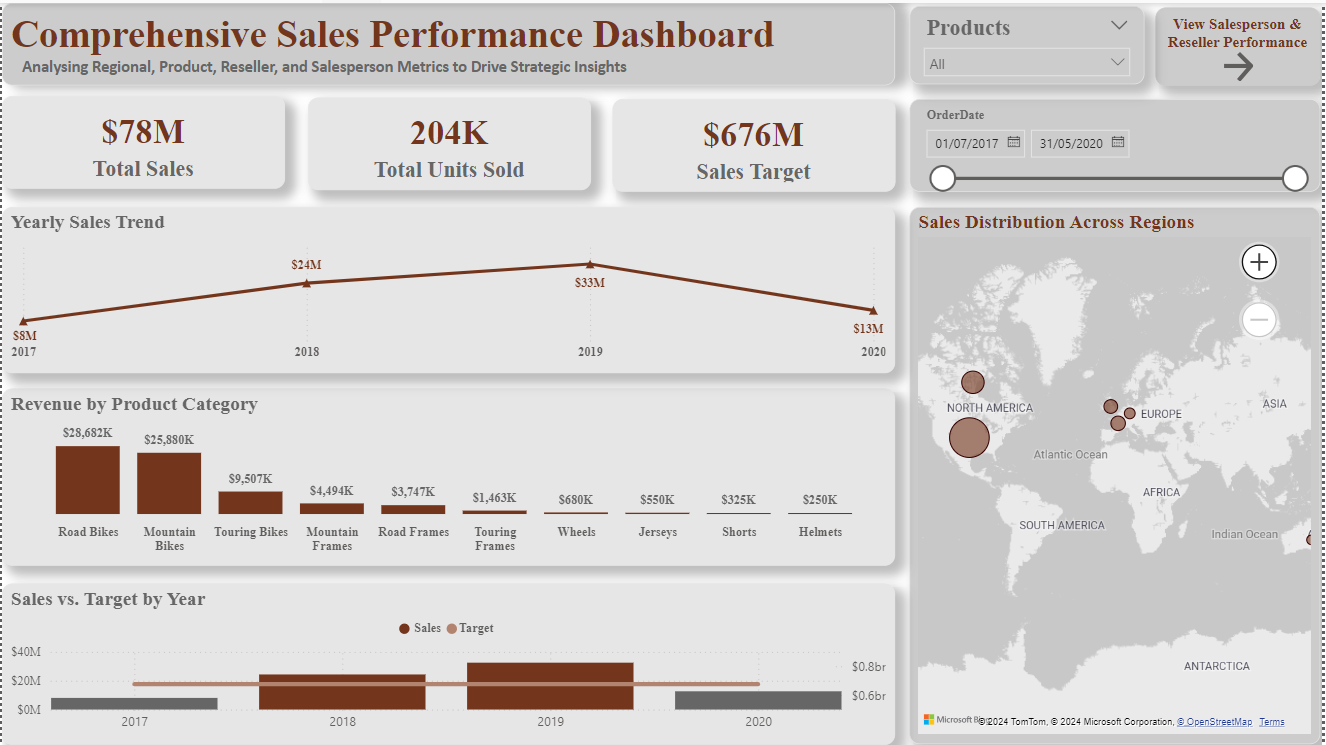 Comprehensive Sales Performance Dashboard
Analysing Regional, Product, Reseller, and Salesperson Metrics to Drive Strategic Insights
Products
All
View Salesperson &
Reseller Performance
$78M
Total Sales
204K
Total Units Sold
$676M
Sales Target
OrderDate
01/07/2017
31/05/2020
Yearly Sales Trend
$8M
$24M
$33M
$13M
2017
2018
2019
2020
Revenue by Product Category
$28,682K
$25,880K
$9,507K
$4,494K
$3,747K
$1,463K
$680K
$550K
$325K
$250K
Road Bikes
Mountain
Bikes
Touring Bikes
Mountain
Frames
Road Frames
Touring
Frames
Wheels
Jerseys
Shorts
Helmets
Sales vs. Target by Year
Sales
Target
$40M
$20M
$0M
$0.8br
$0.6br
2017
2018
2019
2020
Sales Distribution Across Regions
NORTH AMERICA
EUROPE
ASIA
Atlantic Ocean
AFRICA
SOUTH AMERICA
Indian Ocean
ANTARCTICA
Microsoft
© 2024 TomTom, © 2024 Microsoft Corporation, © OpenStreetMap Terms